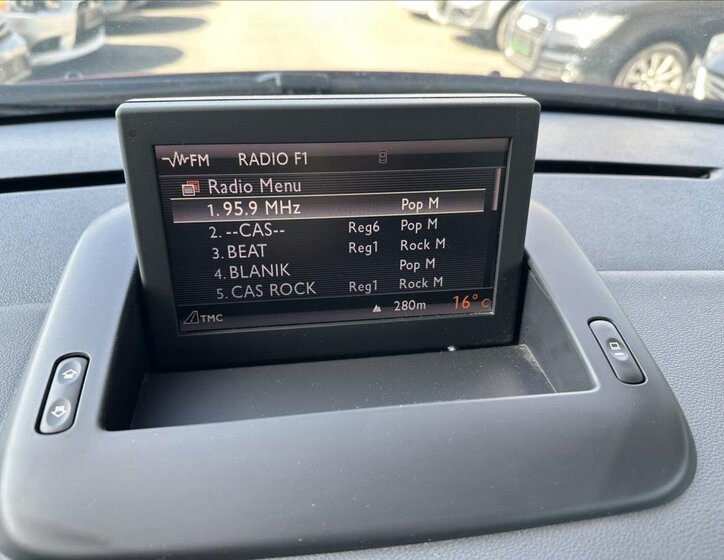 FM RADIO F1
Radio Menu
1. 95.9 MHz Pop M
2. --CAS-- Reg6 Pop M
3. BEAT Reg1 Rock M
4. BLANIK Pop M
5. CAS ROCK Reg1 Rock M
TMC 280m 16°C